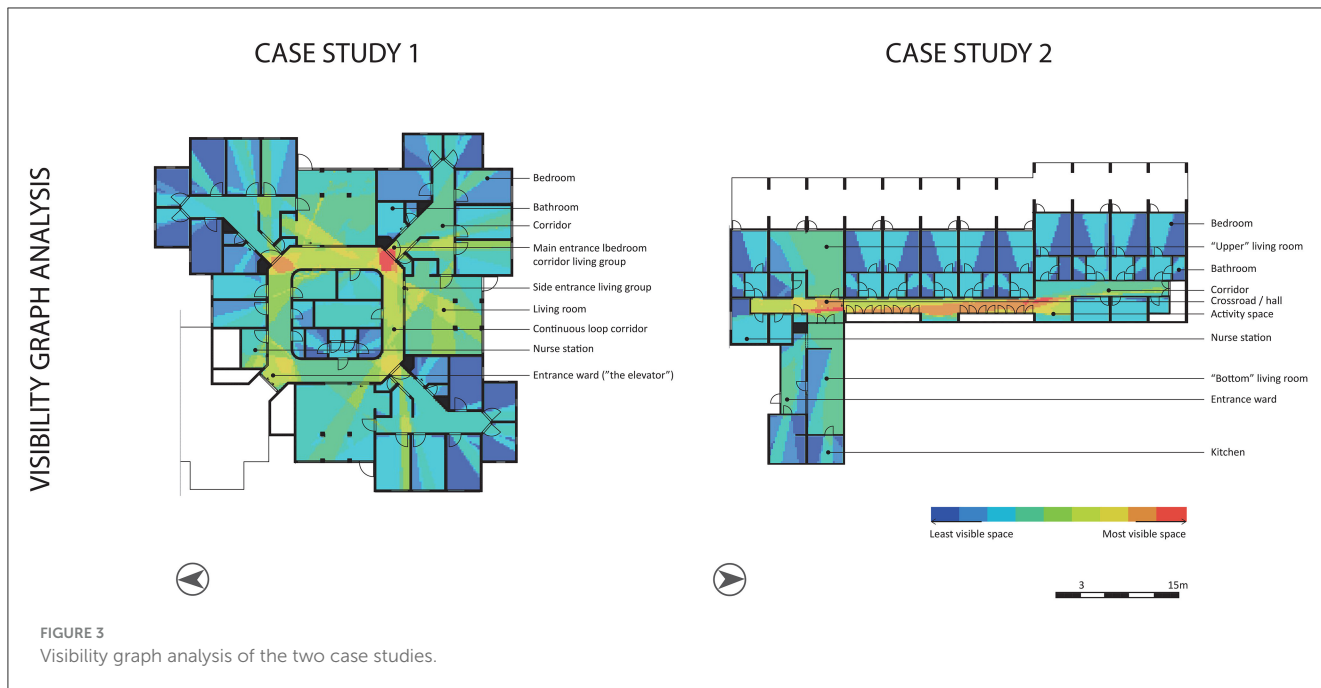 CASE STUDY 1
CASE STUDY 2
VISIBILITY GRAPH ANALYSIS
Bedroom
Bathroom
Corridor
Main entrance lbedroom
corridor living group
Side entrance living group
Living room
Continuous loop corridor
Nurse station
Entrance ward ("the elevator")
Bedroom
"Upper" living room
Bathroom
Corridor
Crossroad / hall
Activity space
Nurse station
"Bottom" living room
Entrance ward
Kitchen
Least visible space
Most visible space
3
15m
FIGURE 3
Visibility graph analysis of the two case studies.